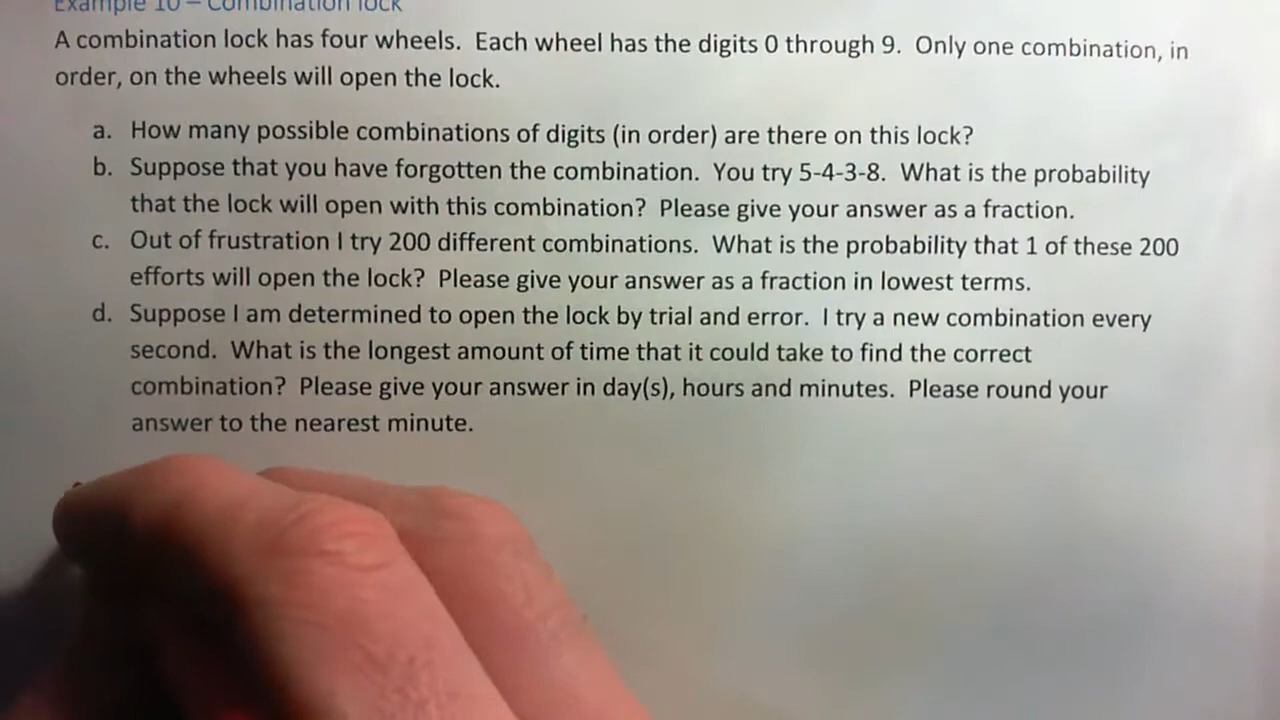 Example 10 – Combination lock
A combination lock has four wheels. Each wheel has the digits 0 through 9. Only one combination, in
order, on the wheels will open the lock.
a. How many possible combinations of digits (in order) are there on this lock?
b. Suppose that you have forgotten the combination. You try 5-4-3-8. What is the probability
that the lock will open with this combination? Please give your answer as a fraction.
c. Out of frustration I try 200 different combinations. What is the probability that 1 of these 200
efforts will open the lock? Please give your answer as a fraction in lowest terms.
d. Suppose I am determined to open the lock by trial and error. I try a new combination every
second. What is the longest amount of time that it could take to find the correct
combination? Please give your answer in day(s), hours and minutes. Please round your
answer to the nearest minute.